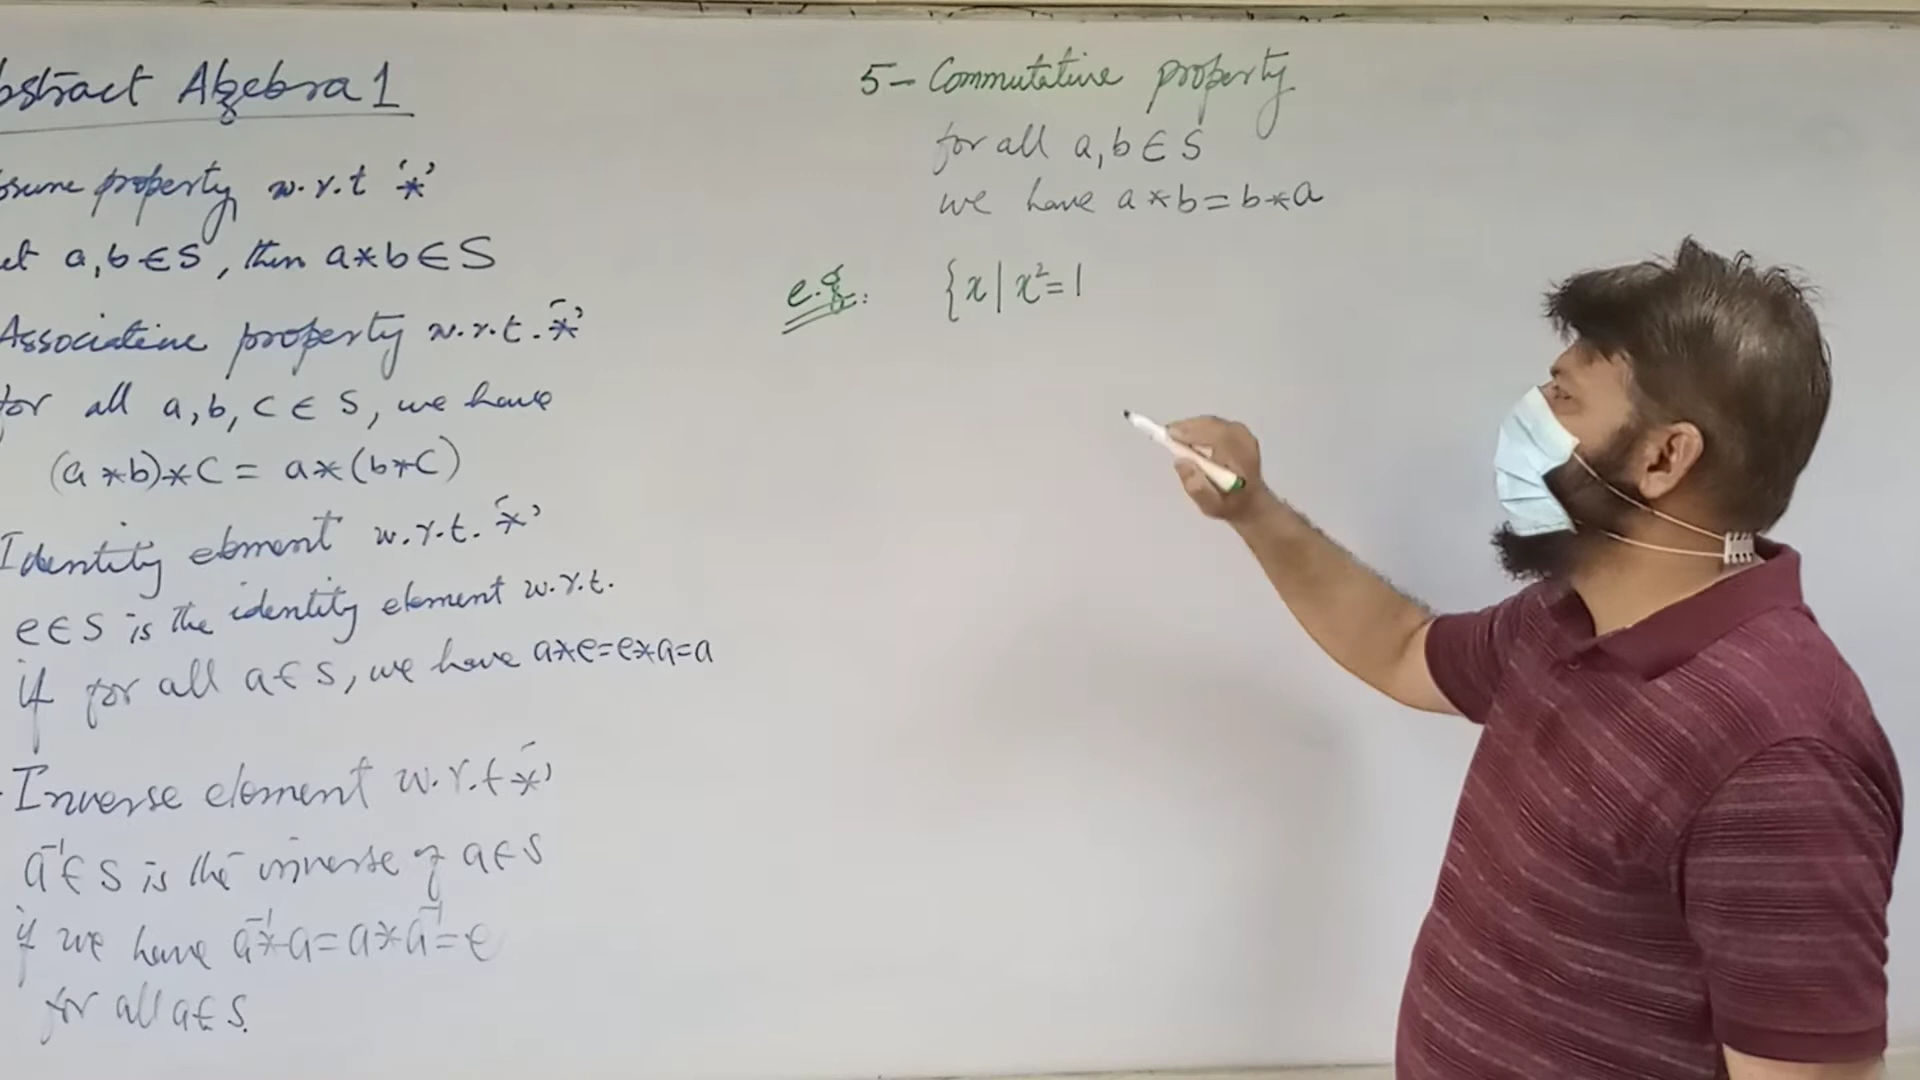 bstract Algebra 1
osure property w.r.t '*'
et a,b∈S, then a*b∈S
Associative property w.r.t. '*'
for all a,b,c∈S, we have
(a*b)*c = a*(b*c)
Identity element w.r.t. '*'
e∈S is the identity element w.r.t.
if for all a∈S, we have a*e=e*a=a
Inverse element w.r.t '*'
a⁻¹∈S is the inverse of a∈S
if we have a⁻¹*a=a*a⁻¹=e
for all a∈S.
5- Commutative property
for all a,b∈S
we have a*b=b*a
e.g.: {x|x²=1